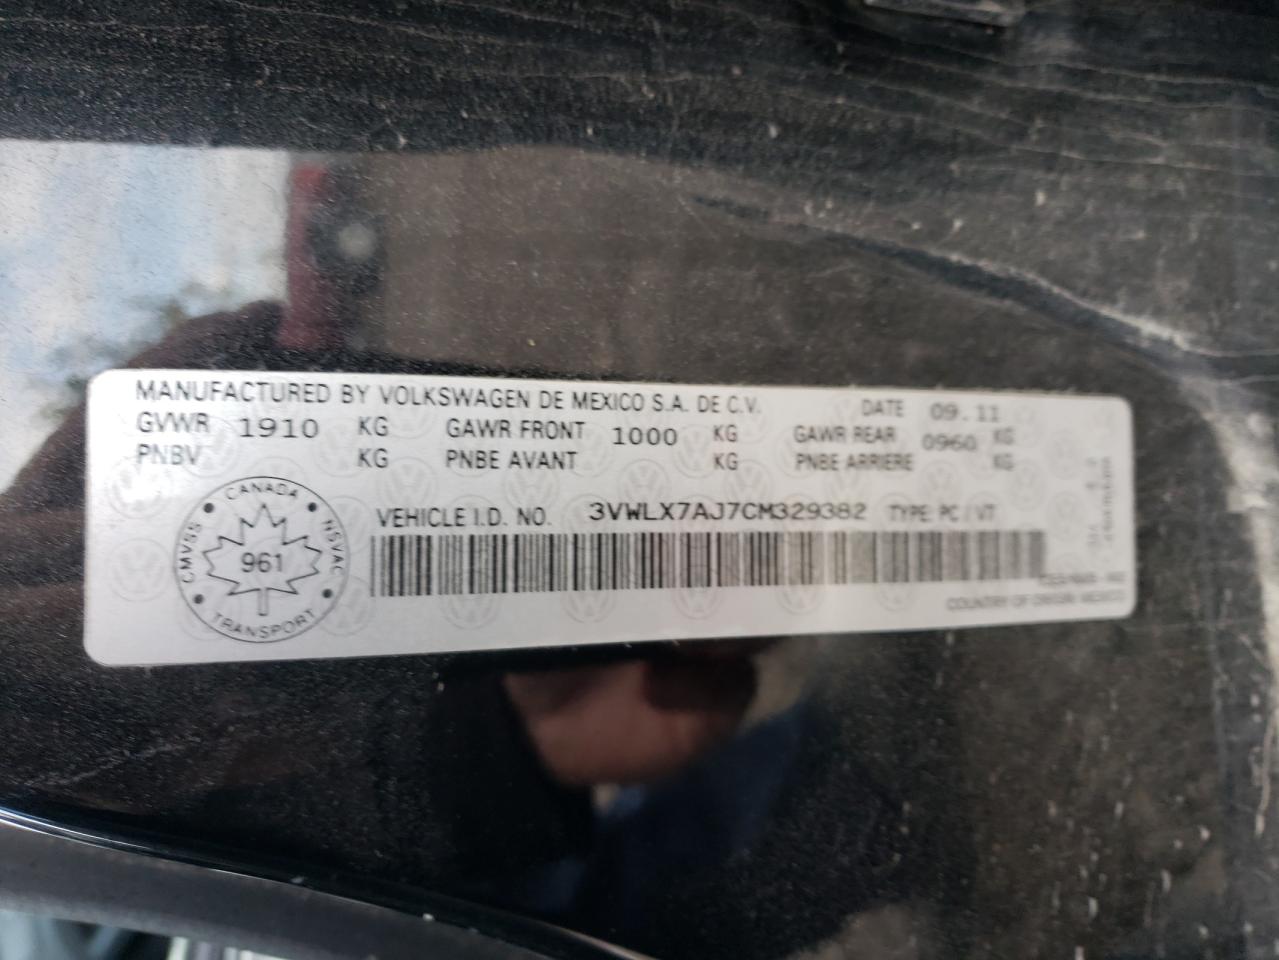 MANUFACTURED BY VOLKSWAGEN DE MEXICO S.A. DE C.V. DATE 09.11
GVWR 1910 KG GAWR FRONT 1000 KG GAWR REAR 0960 KG
PNBV KG PNBE AVANT KG PNBE ARRIERE KG
VEHICLE I.D. NO. 3VWLX7AJ7CM329382 TYPE: PC / VT
CANADA
CMVSS
NSVAC
961
TRANSPORT
COUNTRY OF ORIGIN: MEXICO